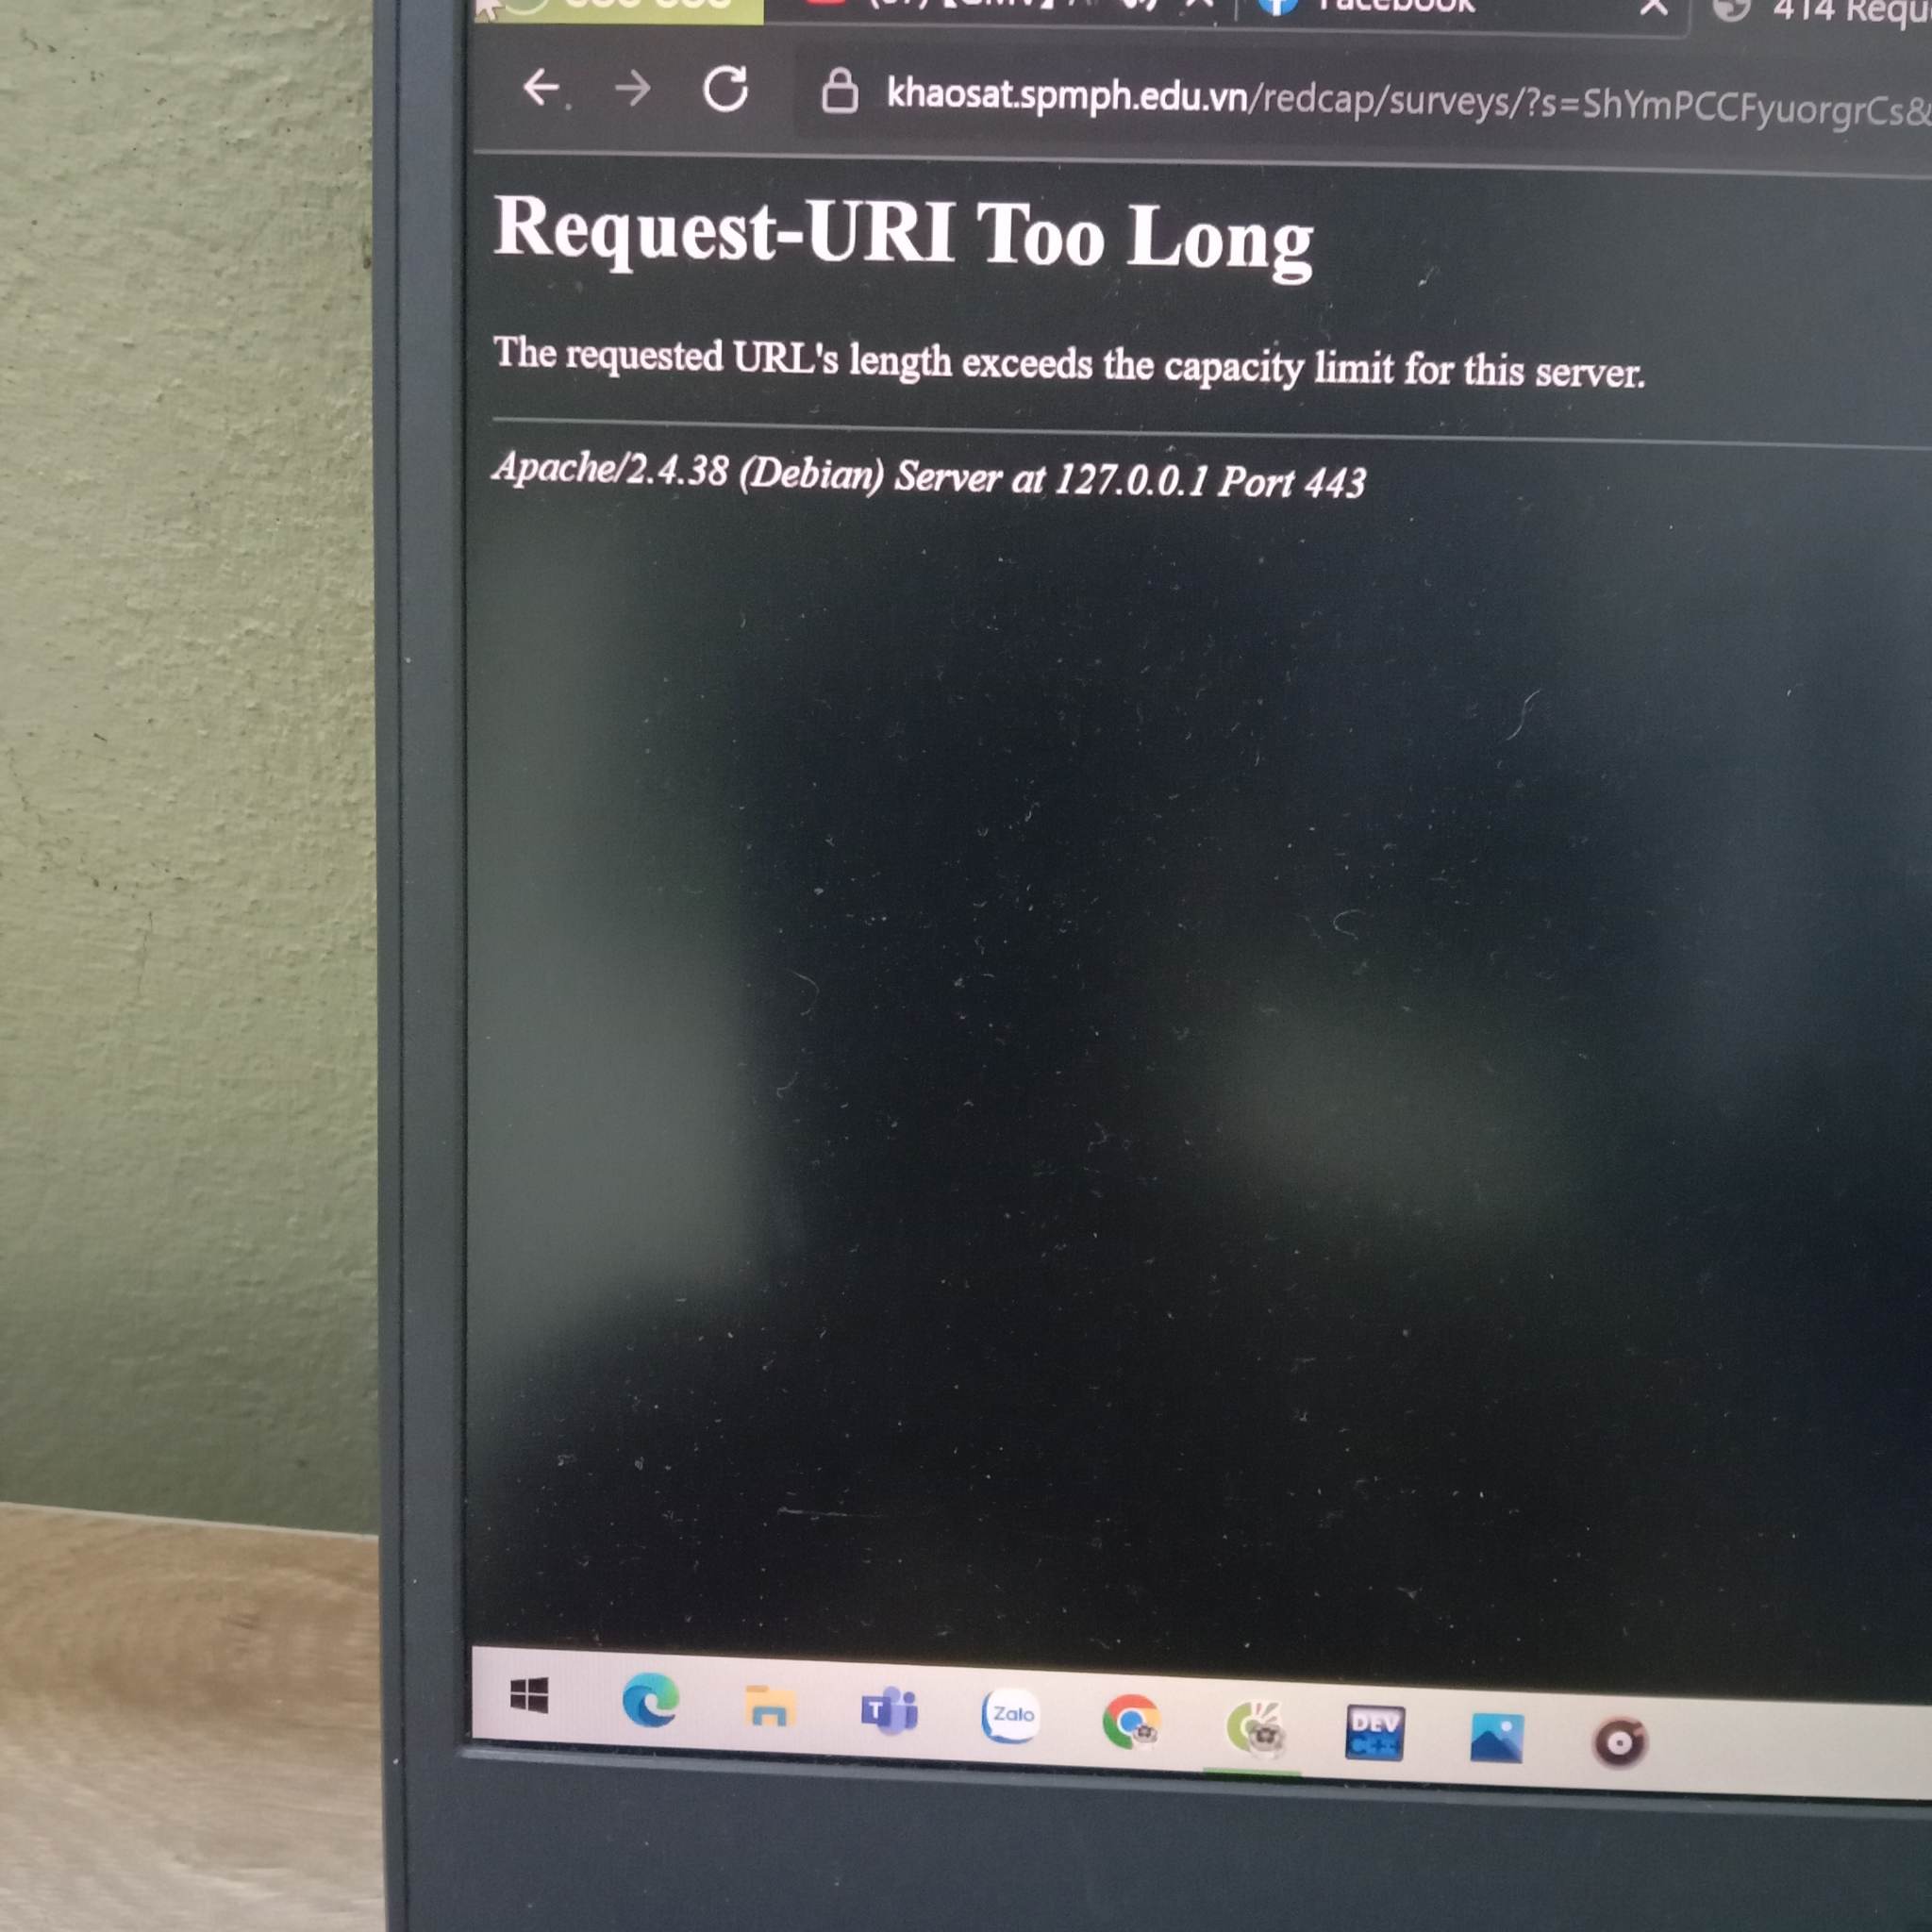 Facebook
414 Requ
khaosat.spmph.edu.vn/redcap/surveys/?s=ShYmPCCFyuorgrCs&
Request-URI Too Long
The requested URL's length exceeds the capacity limit for this server.
Apache/2.4.38 (Debian) Server at 127.0.0.1 Port 443
T
Zalo
DEV
C++